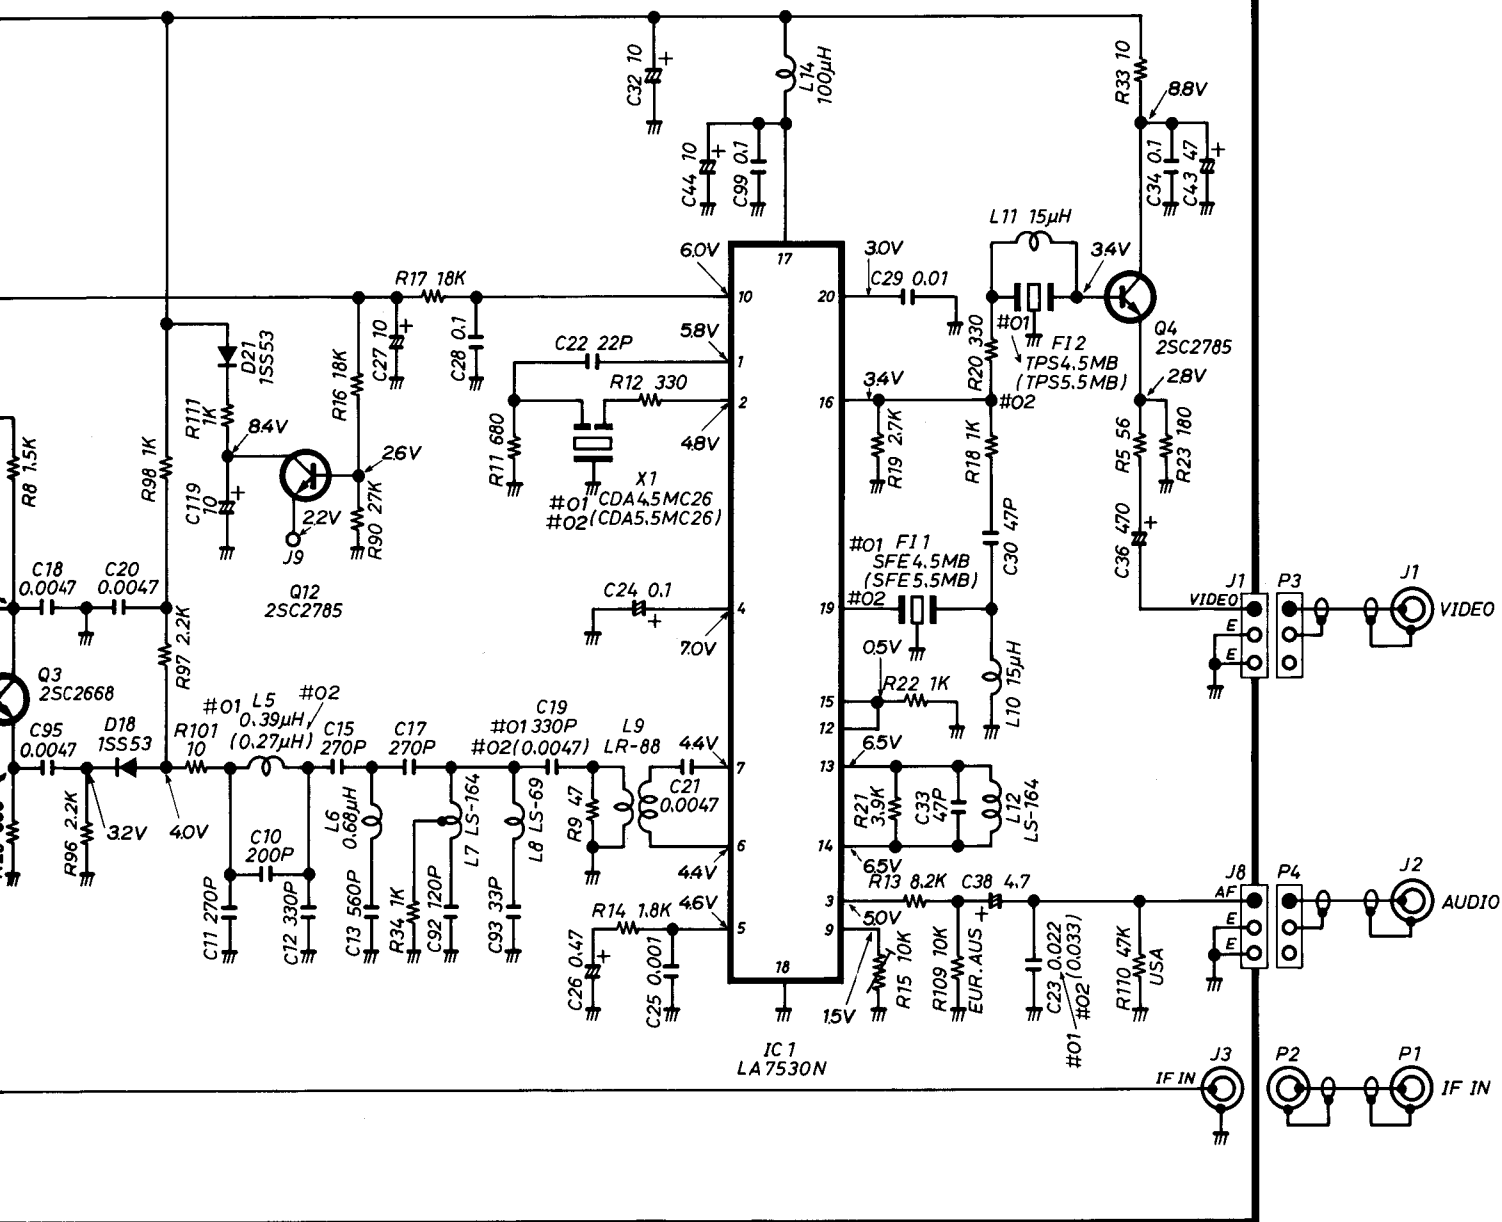 C32 10
+
L14
100μH
R33 10
8.8V
C44 10
+
C99 0.1
C34 0.1
C43 47
+
L11 15μH
6.0V
17
3.0V
3.4V
R17 18K
C29 0.01
10
20
#01
Q4
2SC2785
D21
1SS53
R16 18K
C27 10
+
C28 0.1
5.8V
C22 22P
1
R20 330
FI2
TPS4.5MB
(TPS5.5MB)
R12 330
3.4V
2.8V
2
16
#02
R111
1K
8.4V
4.8V
R8 1.5K
R98 1K
2.6V
R11 680
R19 2.7K
R18 1K
R5 56
R23 180
X1
#01 CDA4.5MC26
#02 (CDA5.5MC26)
C119
10
+
2.2V
J9
R90 27K
C30 47P
C36 470
+
#01 FI1
SFE4.5MB
(SFE5.5MB)
#02
C18
0.0047
C20
0.0047
Q12
2SC2785
C24 0.1
+
4
19
J1
P3
J1
VIDEO
VIDEO
E
E
7.0V
R97 2.2K
0.5V
R22 1K
L10 15μH
Q3
2SC2668
15
12
C95
0.0047
D18
1SS53
R101
10
#01 L5 #02
0.39μH
(0.27μH)
C15
270P
C17
270P
C19
#01 330P
#02 (0.0047)
L9
LR-88
4.4V
6.5V
7
13
C21
0.0047
R96 2.2K
3.2V
4.0V
C10
200P
L6
0.68μH
L7 LS-164
L8 LS-69
R9 47
R21
3.9K
C33
47P
L12
LS-164
6
14
4.4V
6.5V
C11 270P
C12 330P
C13 560P
R34 1K
C92 120P
C93 33P
R14 1.8K
4.6V
R13 8.2K
C38 4.7
+
J8
P4
J2
AF
AUDIO
E
E
3
5.0V
5
9
C26 0.47
+
C25 0.001
18
R15 10K
R109 10K
EUR. AUS
C23 0.022
(0.033)
#01
#02
R110 47K
USA
1.5V
IC1
LA7530N
J3
P2
P1
IF IN
IF IN